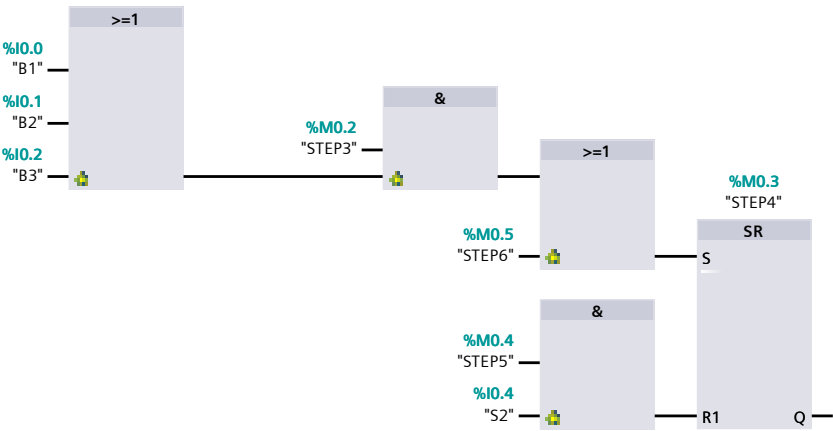 >=1
%I0.0
"B1"
%I0.1
"B2"
%I0.2
"B3"
&
%M0.2
"STEP3"
>=1
%M0.5
"STEP6"
%M0.3
"STEP4"
SR
S
&
%M0.4
"STEP5"
%I0.4
"S2"
R1 Q